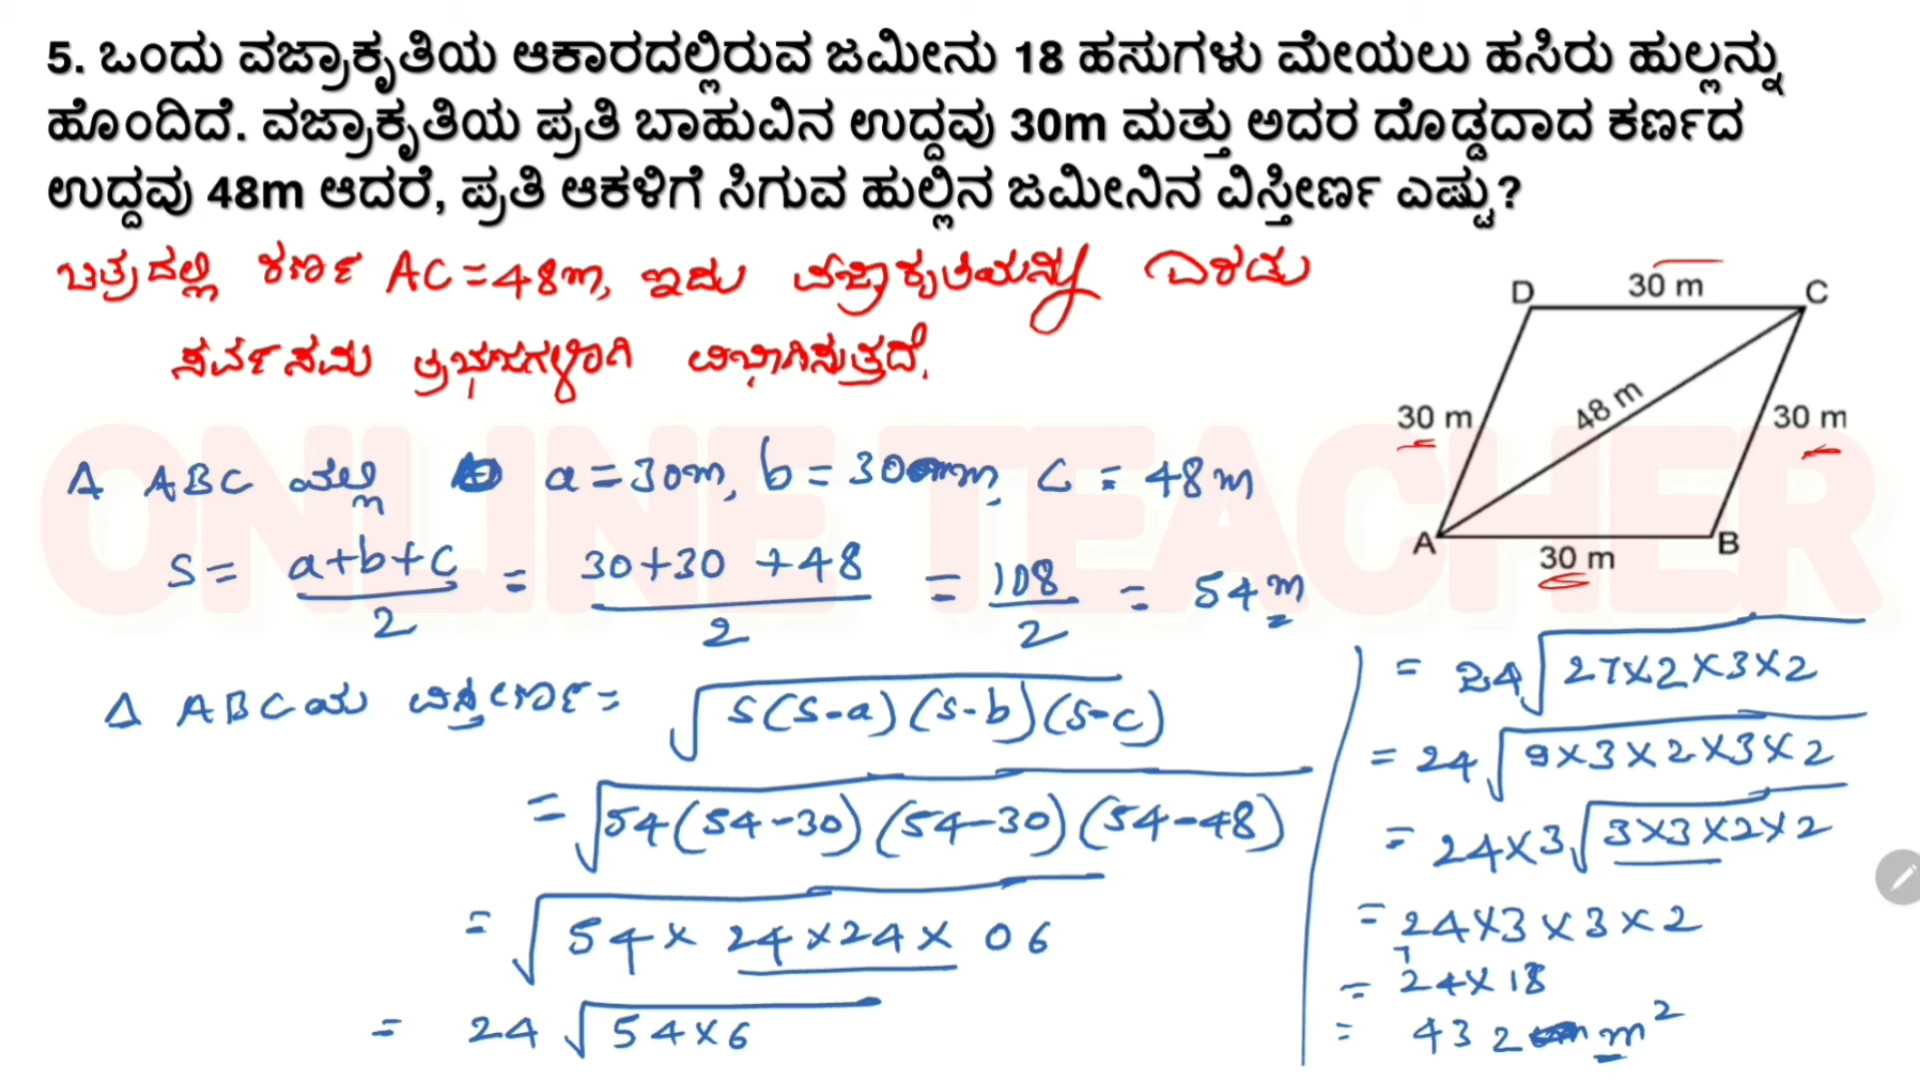 5. ಒಂದು ವಜ್ರಾಕೃತಿಯ ಆಕಾರದಲ್ಲಿರುವ ಜಮೀನು 18 ಹಸುಗಳು ಮೇಯಲು ಹಸಿರು ಹುಲ್ಲನ್ನು
ಹೊಂದಿದೆ. ವಜ್ರಾಕೃತಿಯ ಪ್ರತಿ ಬಾಹುವಿನ ಉದ್ದವು 30m ಮತ್ತು ಅದರ ದೊಡ್ಡದಾದ ಕರ್ಣದ
ಉದ್ದವು 48m ಆದರೆ, ಪ್ರತಿ ಆಕಳಿಗೆ ಸಿಗುವ ಹುಲ್ಲಿನ ಜಮೀನಿನ ವಿಸ್ತೀರ್ಣ ಎಷ್ಟು?
ಚಿತ್ರದಲ್ಲಿ ಕರ್ಣ AC=48m, ಇದು ವಜ್ರಾಕೃತಿಯನ್ನು ಎರಡು
ಸರ್ವಸಮ ತ್ರಿಭುಜಗಳಾಗಿ ವಿಭಾಗಿಸುತ್ತದೆ.
D 30 m C
30 m 48 m 30 m
A 30 m B
ONLINE TEACHER
Δ ABC ಯಲ್ಲಿ a=30m, b=30m, c=48m
S= a+b+c/2 = 30+30+48/2 = 108/2 = 54m
Δ ABCಯ ವಿಸ್ತೀರ್ಣ= √S(S-a)(S-b)(S-c)
= √54(54-30)(54-30)(54-48)
= √54×24×24×06
= 24√54×6
= 24√27×2×3×2
= 24√9×3×2×3×2
= 24×3√3×3×2×2
= 24×3×3×2
= 24×18
= 432 m²